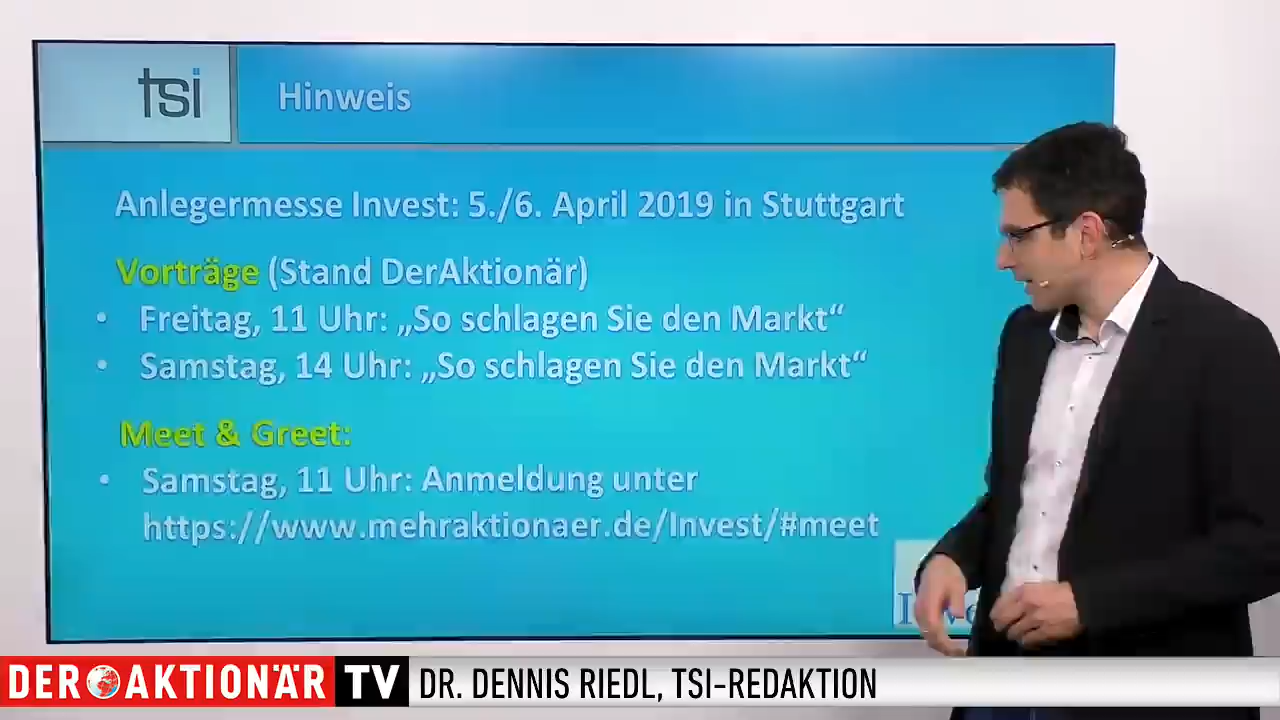 tsi
Hinweis
Anlegermesse Invest: 5./6. April 2019 in Stuttgart
Vorträge (Stand DerAktionär)
• Freitag, 11 Uhr: „So schlagen Sie den Markt“
• Samstag, 14 Uhr: „So schlagen Sie den Markt“
Meet & Greet:
• Samstag, 11 Uhr: Anmeldung unter
https://www.mehraktionaer.de/Invest/#meet
DER AKTIONÄR TV DR. DENNIS RIEDL, TSI-REDAKTION